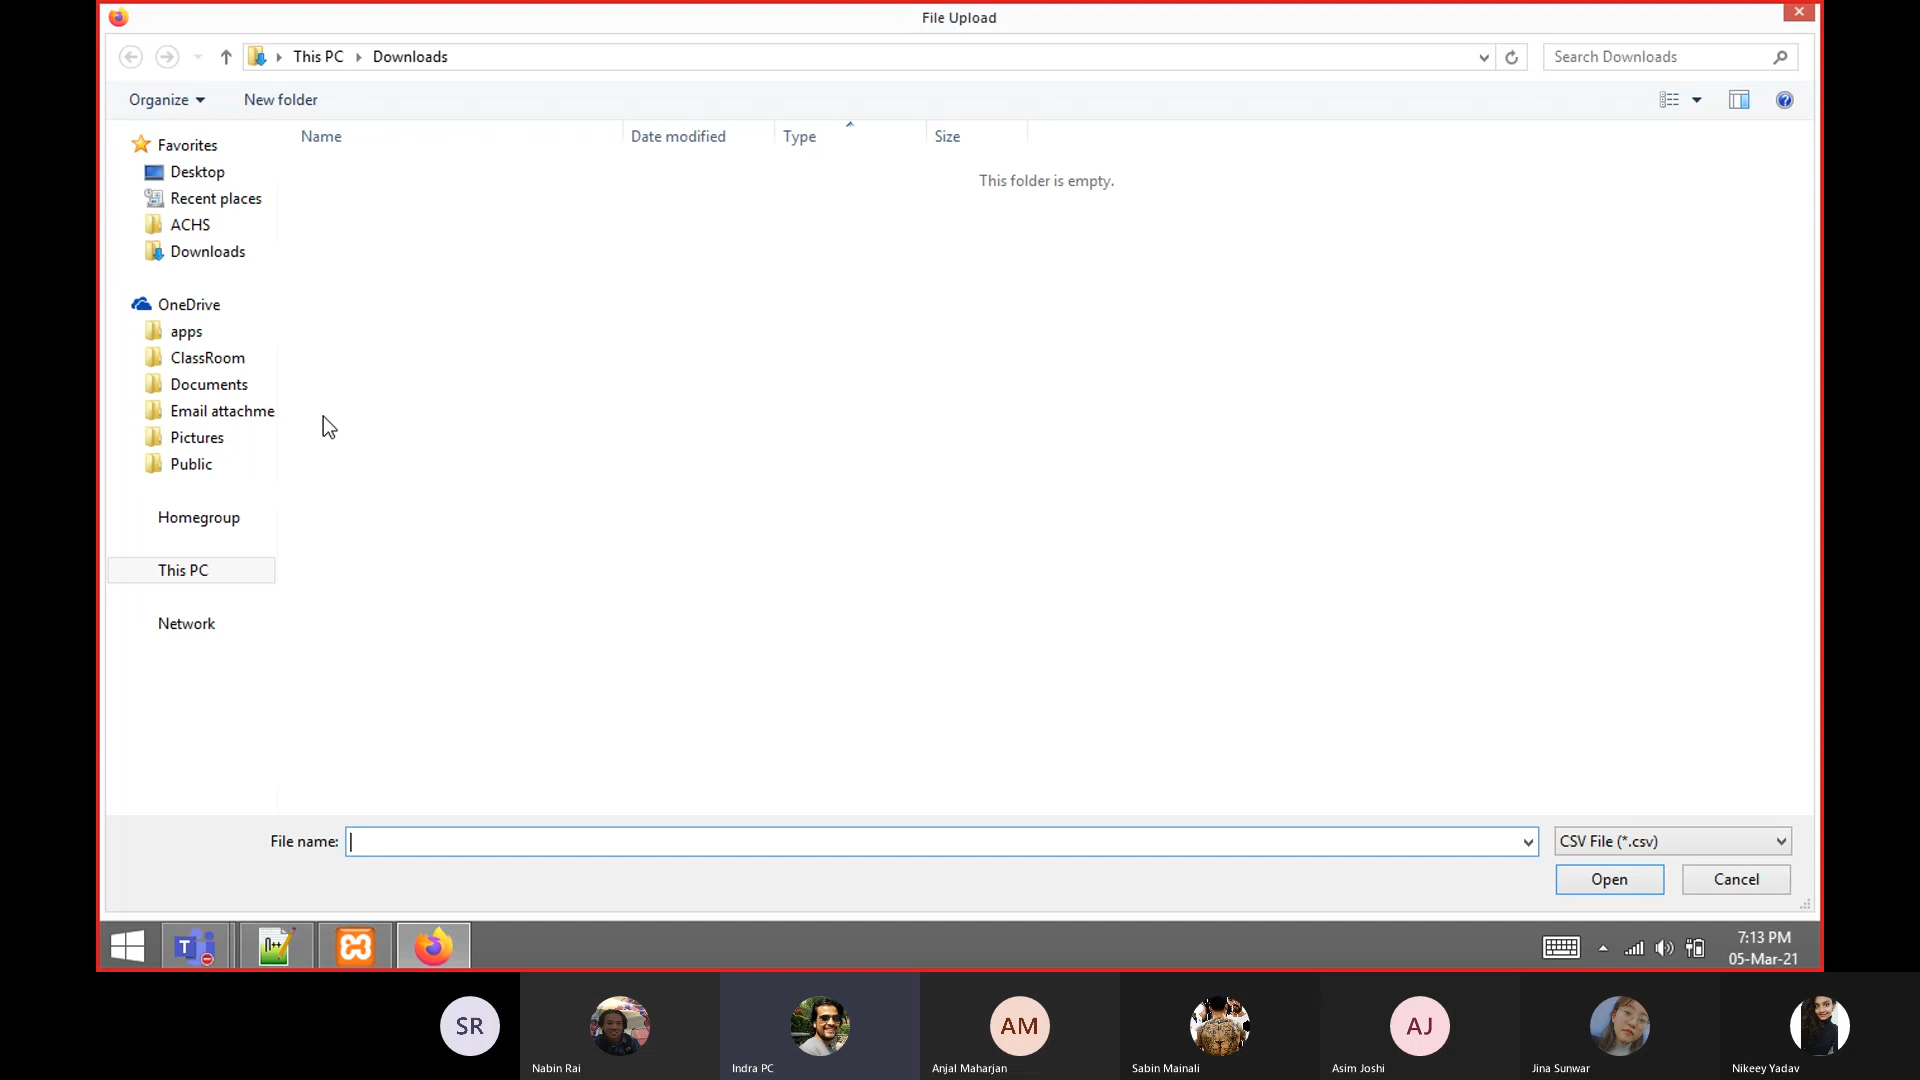 File Upload
This PC
Downloads
Search Downloads
Organize
New folder
Name
Date modified
Type
Size
This folder is empty.
Favorites
Desktop
Recent places
ACHS
Downloads
OneDrive
apps
ClassRoom
Documents
Email attachme
Pictures
Public
Homegroup
This PC
Network
File name:
CSV File (*.csv)
Open
Cancel
T
n++
7:13 PM
05-Mar-21
SR
AM
AJ
Nabin Rai
Indra PC
Anjal Maharjan
Sabin Mainali
Asim Joshi
Jina Sunwar
Nikeey Yadav